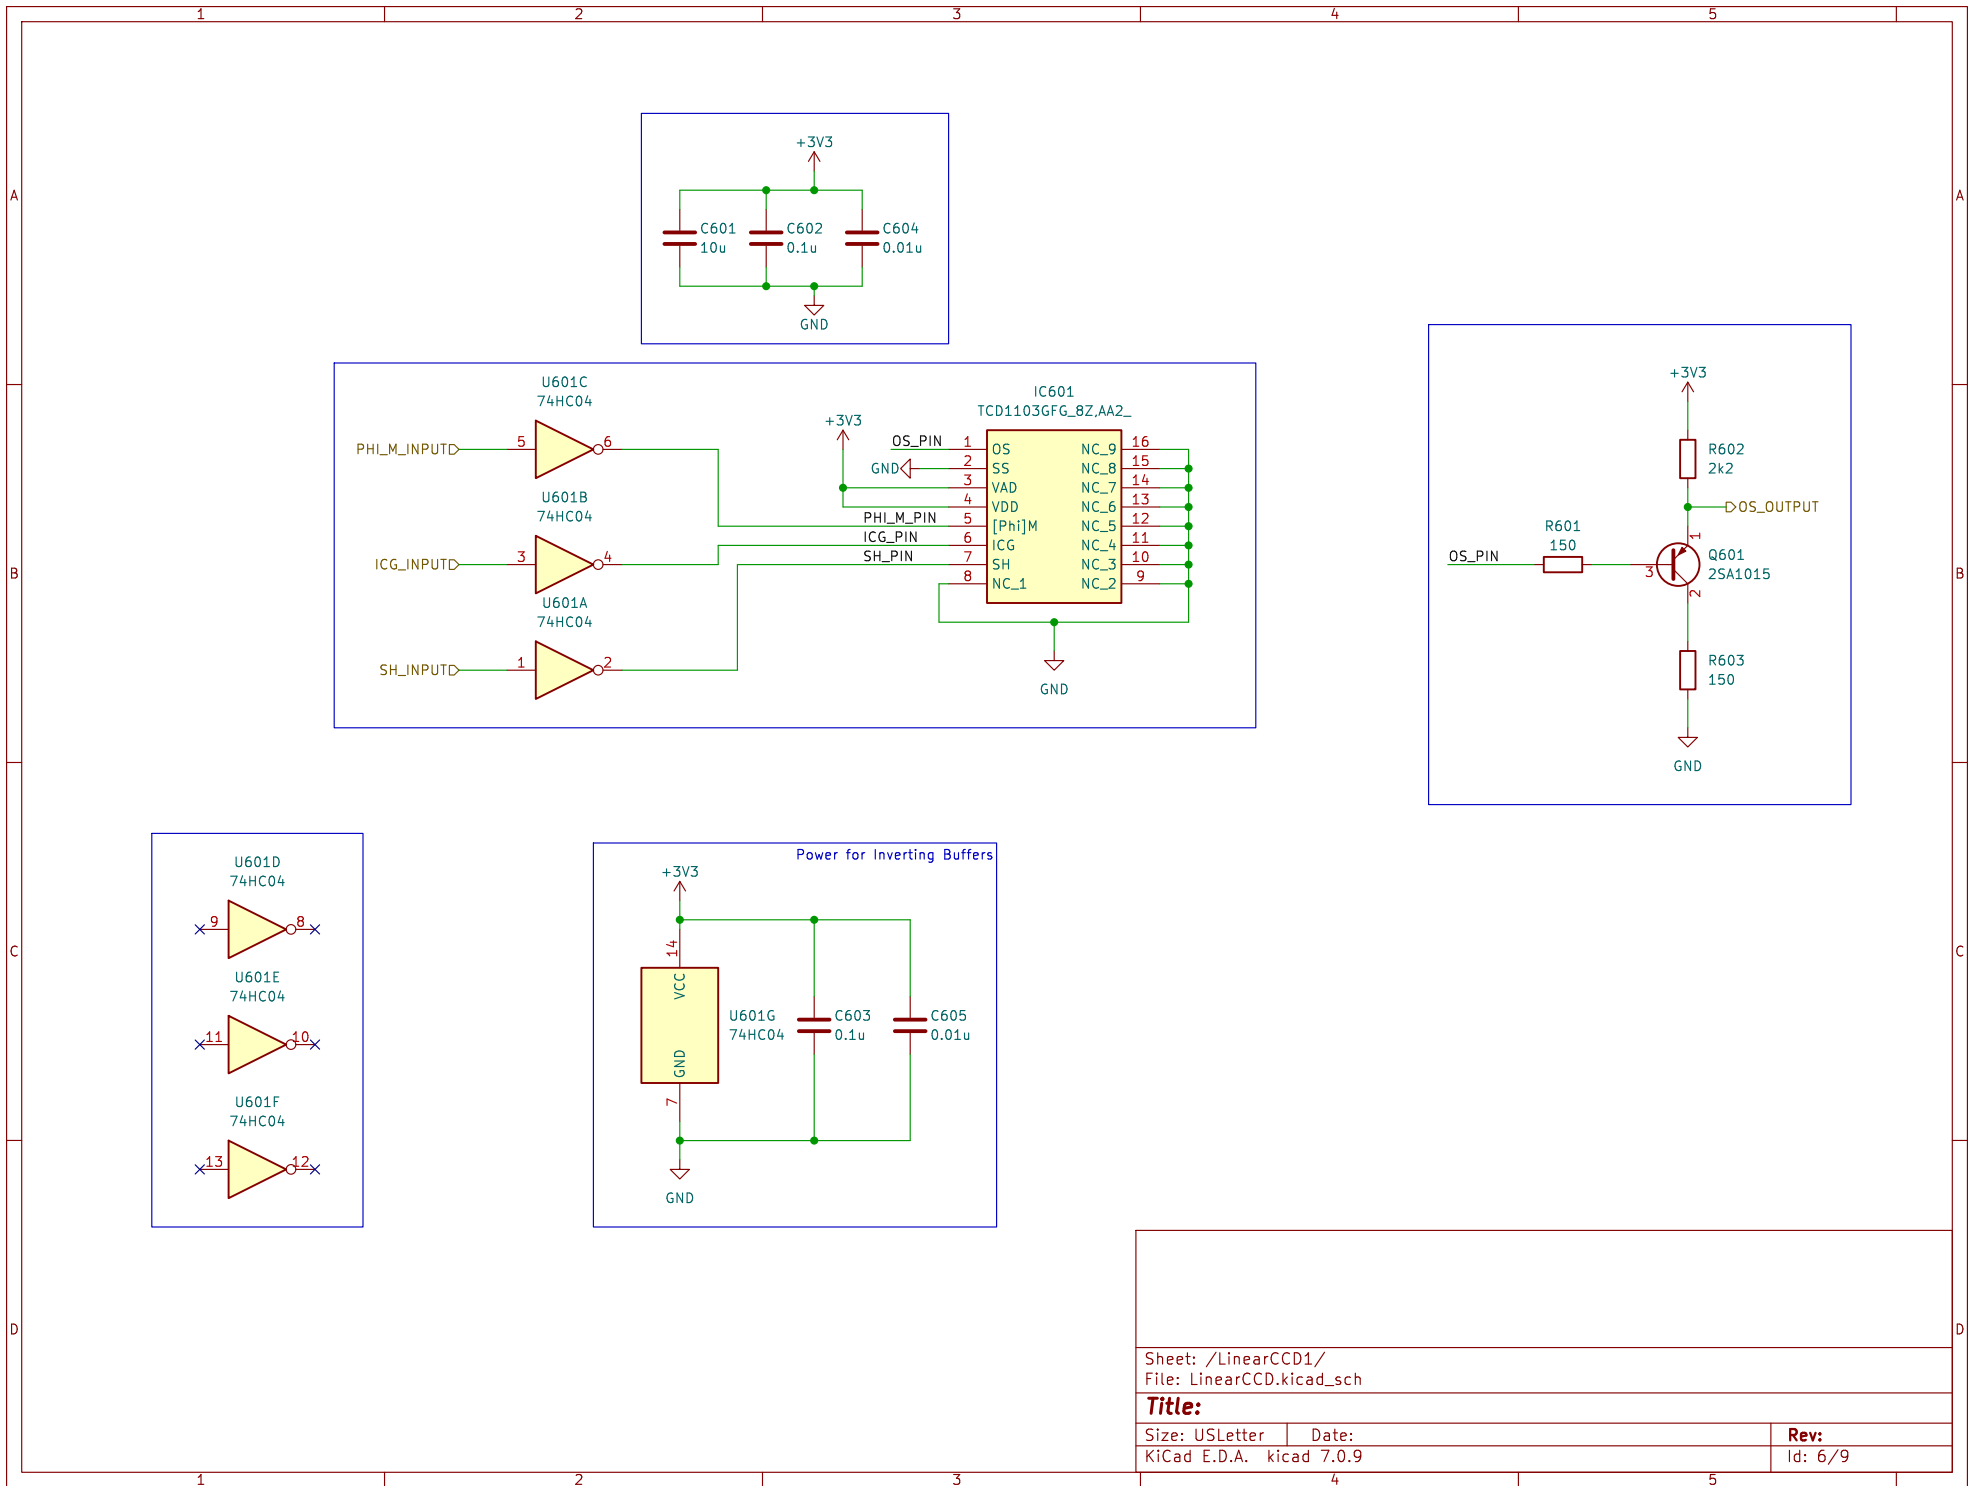 1 2 3 4 5
A A
B B
C C
D D
+3V3
C601
10u
C602
0.1u
C604
0.01u
GND
U601C
74HC04
PHI_M_INPUT
5 6
U601B
74HC04
ICG_INPUT
3 4
U601A
74HC04
SH_INPUT
1 2
+3V3
GND
OS_PIN
PHI_M_PIN
ICG_PIN
SH_PIN
IC601
TCD1103GFG_8Z,AA2_
1 OS NC_9 16
2 SS NC_8 15
3 VAD NC_7 14
4 VDD NC_6 13
5 [Phi]M NC_5 12
6 ICG NC_4 11
7 SH NC_3 10
8 NC_1 NC_2 9
GND
+3V3
R602
2k2
OS_OUTPUT
R601
150
OS_PIN
1
Q601
2SA1015
3
2
R603
150
GND
U601D
74HC04
9 8
U601E
74HC04
11 10
U601F
74HC04
13 12
Power for Inverting Buffers
+3V3
14
VCC
U601G
74HC04
GND
7
C603
0.1u
C605
0.01u
GND
Sheet: /LinearCCD1/
File: LinearCCD.kicad_sch
Title:
Size: USLetter Date: Rev:
KiCad E.D.A. kicad 7.0.9 Id: 6/9
1 2 3 4 5